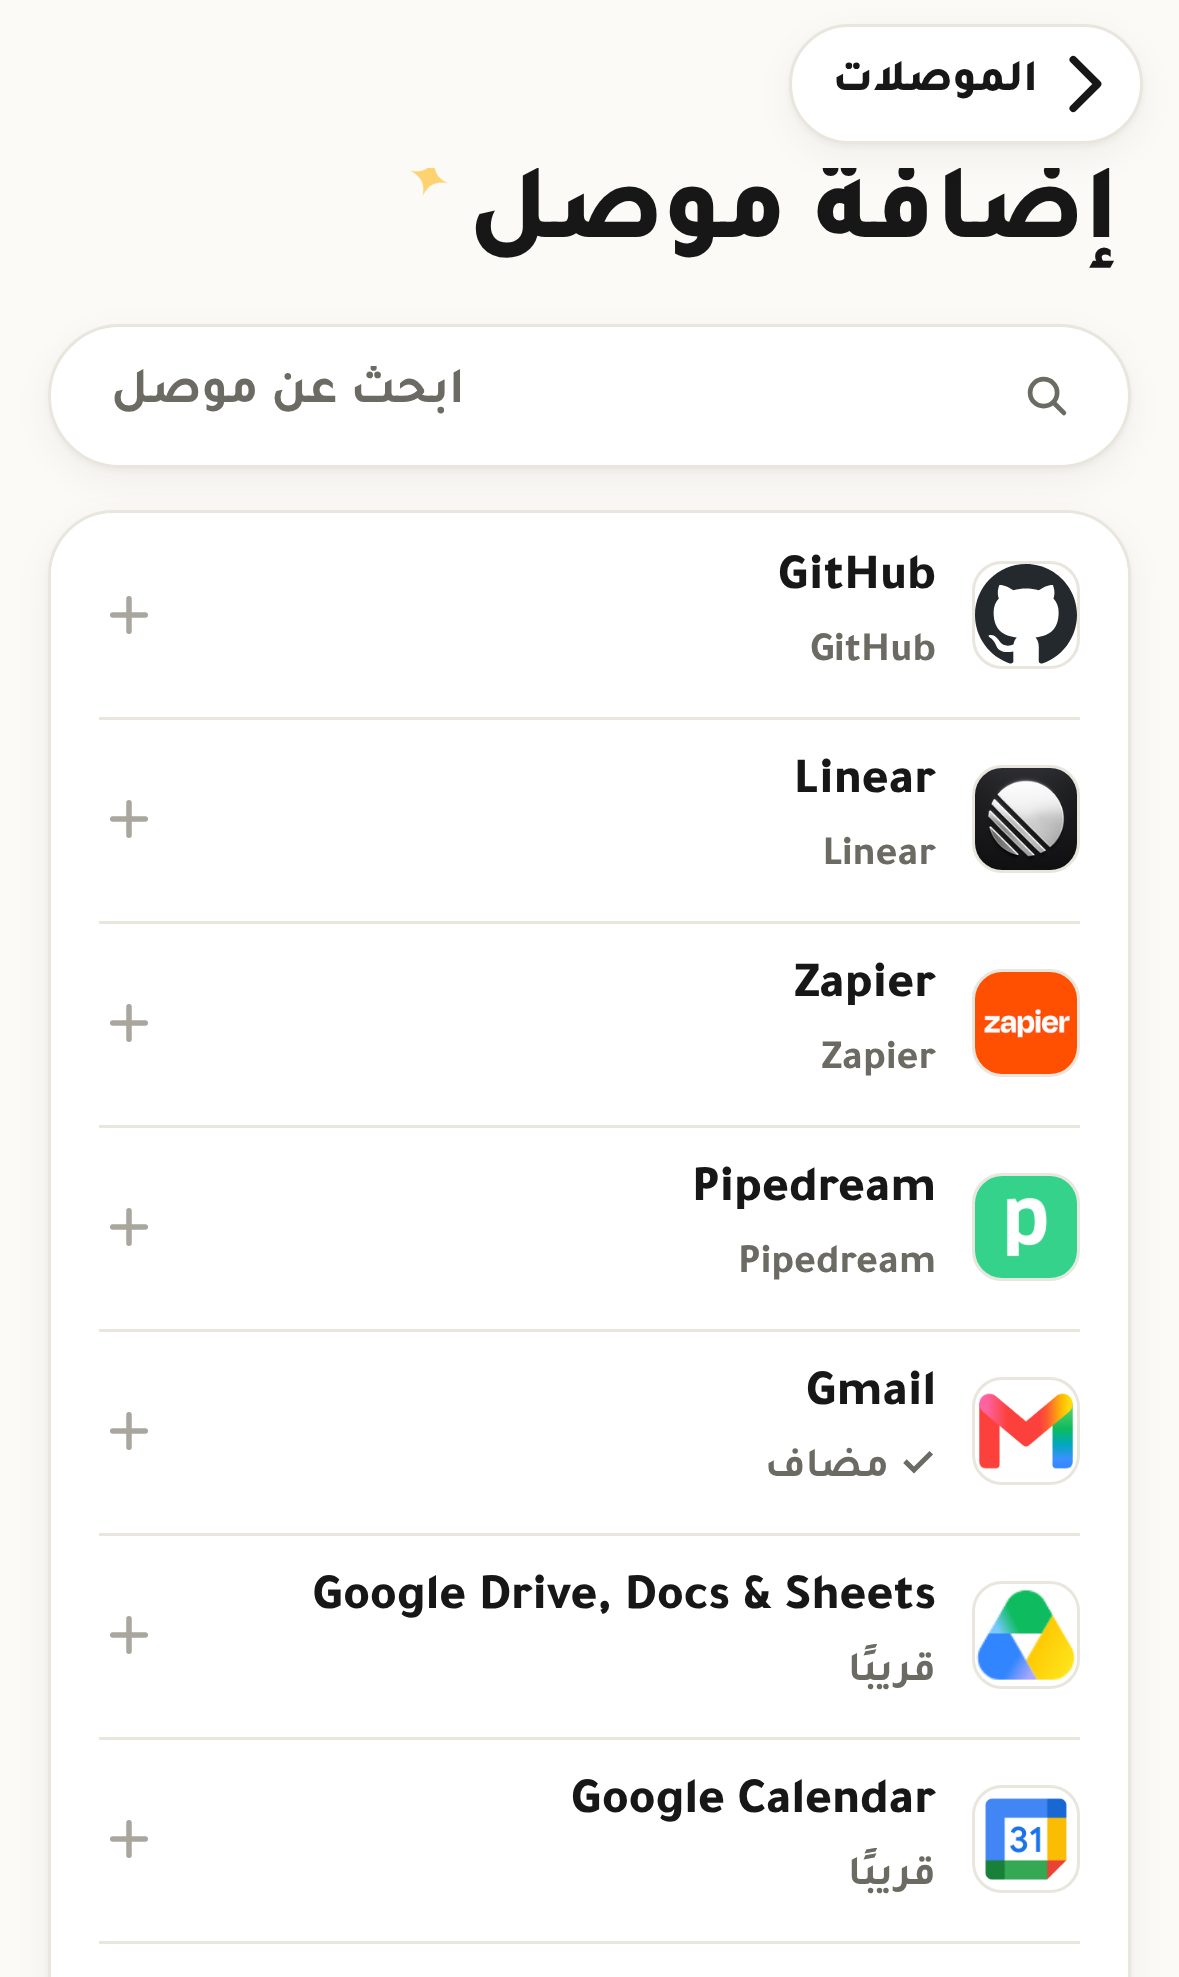 الموصلات
إضافة موصل
ابحث عن موصل
GitHub
GitHub
Linear
Linear
zapier
Zapier
Zapier
p
Pipedream
Pipedream
Gmail
✓ مضاف
Google Drive, Docs & Sheets
قريبًا
31
Google Calendar
قريبًا